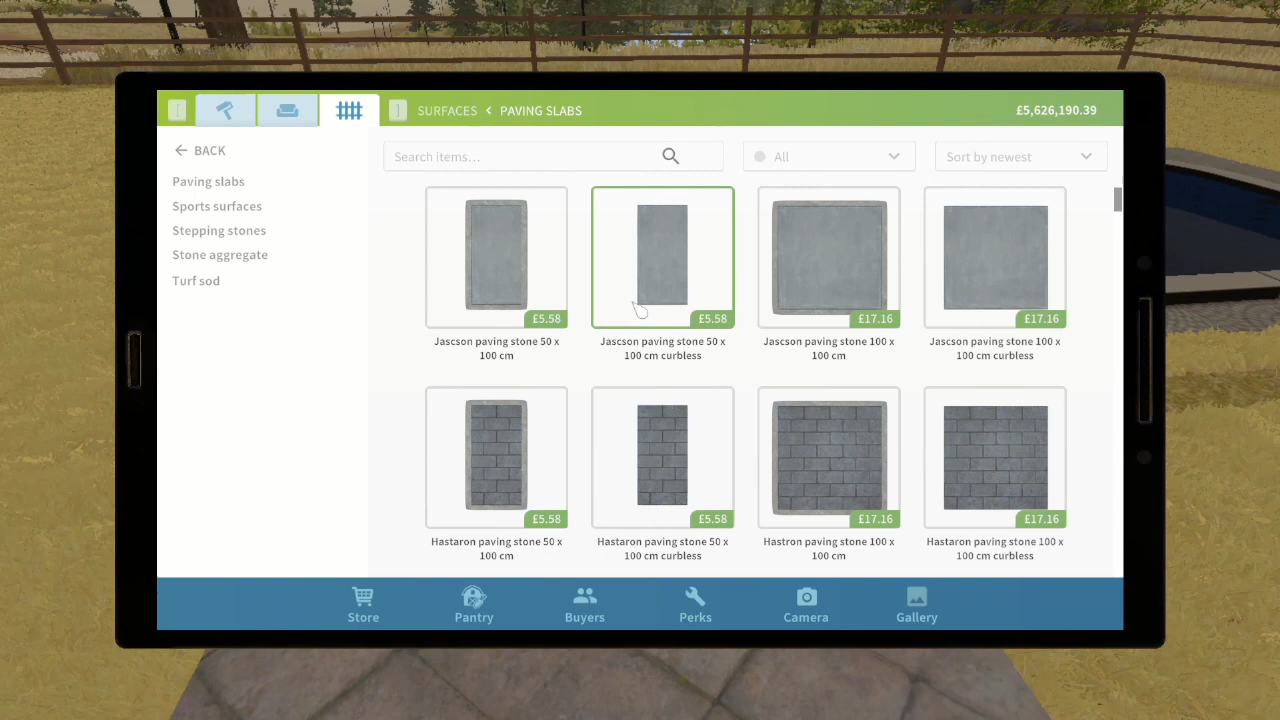 SURFACES < PAVING SLABS
£5,626,190.39
BACK
Paving slabs
Sports surfaces
Stepping stones
Stone aggregate
Turf sod
Search items...
All
Sort by newest
£5.58
£5.58
£17.16
£17.16
Jascson paving stone 50 x
100 cm
Jascson paving stone 50 x
100 cm curbless
Jascson paving stone 100 x
100 cm
Jascson paving stone 100 x
100 cm curbless
£5.58
£5.58
£17.16
£17.16
Hastaron paving stone 50 x
100 cm
Hastaron paving stone 50 x
100 cm curbless
Hastron paving stone 100 x
100 cm
Hastaron paving stone 100 x
100 cm curbless
Store
Pantry
Buyers
Perks
Camera
Gallery